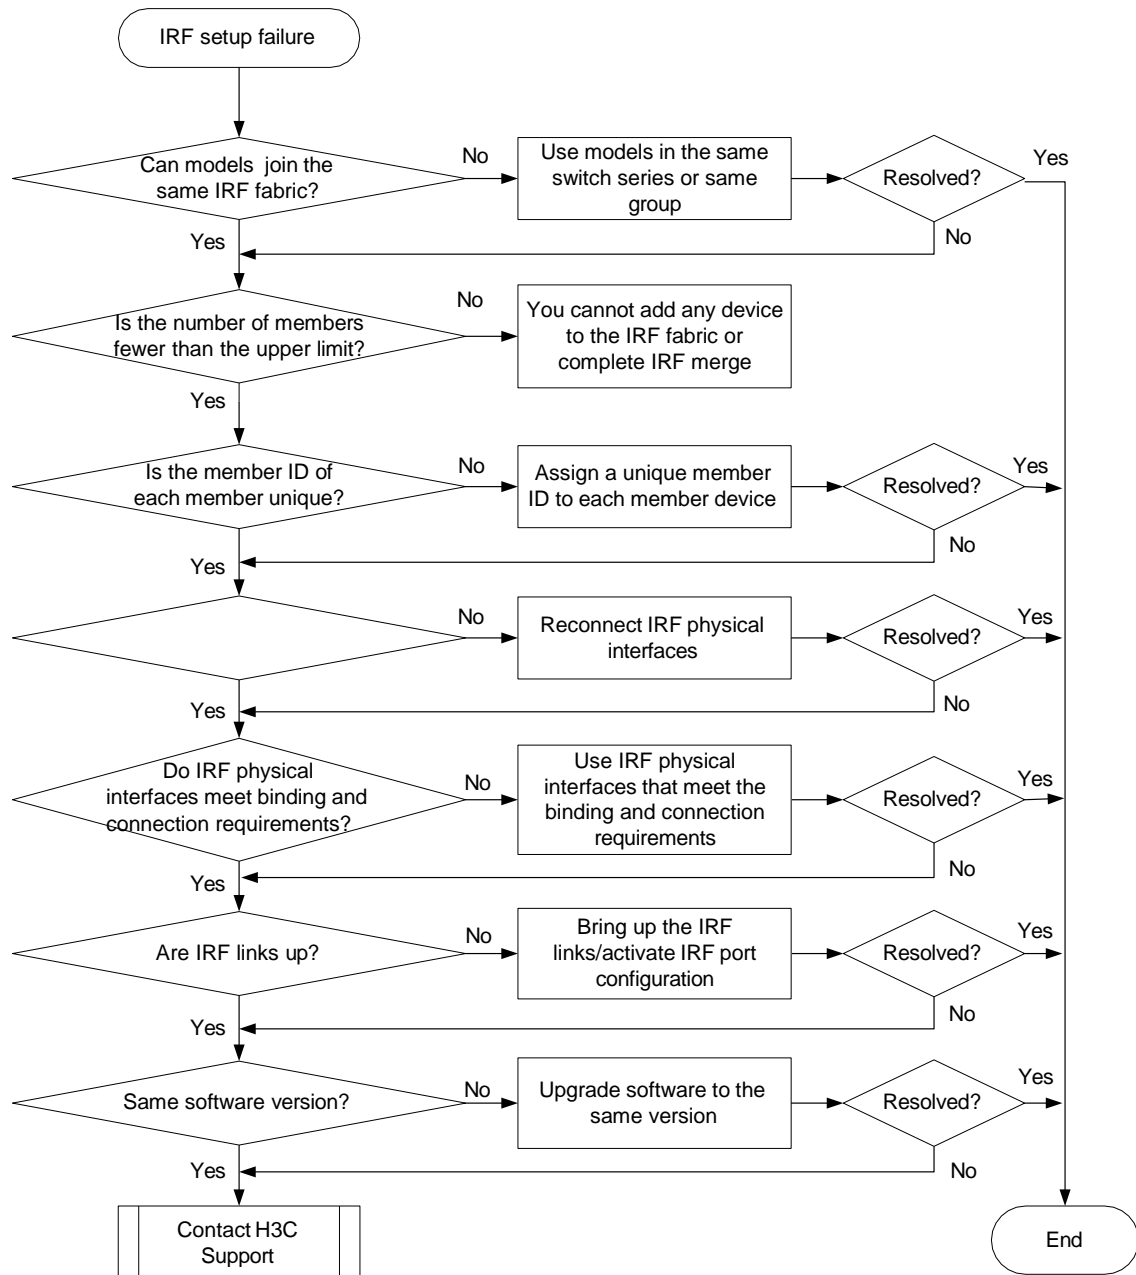 IRF setup failure
Can models join the
same IRF fabric?
No
Use models in the same
switch series or same
group
Resolved?
Yes
Yes
No
Is the number of members
fewer than the upper limit?
No
You cannot add any device
to the IRF fabric or
complete IRF merge
Yes
Is the member ID of
each member unique?
No
Assign a unique member
ID to each member device
Resolved?
Yes
Yes
No
No
Reconnect IRF physical
interfaces
Resolved?
Yes
Yes
No
Do IRF physical
interfaces meet binding and
connection requirements?
No
Use IRF physical
interfaces that meet the
binding and connection
requirements
Resolved?
Yes
Yes
No
Are IRF links up?
No
Bring up the IRF
links/activate IRF port
configuration
Resolved?
Yes
Yes
No
Same software version?
No
Upgrade software to the
same version
Resolved?
Yes
Yes
No
Contact H3C
Support
End